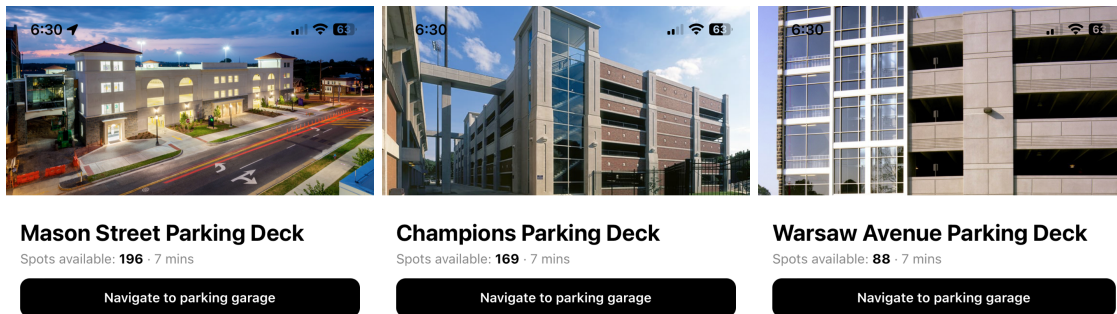 6:30
63
Mason Street Parking Deck
Spots available: 196 · 7 mins
Navigate to parking garage
6:30
63
Champions Parking Deck
Spots available: 169 · 7 mins
Navigate to parking garage
6:30
63
Warsaw Avenue Parking Deck
Spots available: 88 · 7 mins
Navigate to parking garage